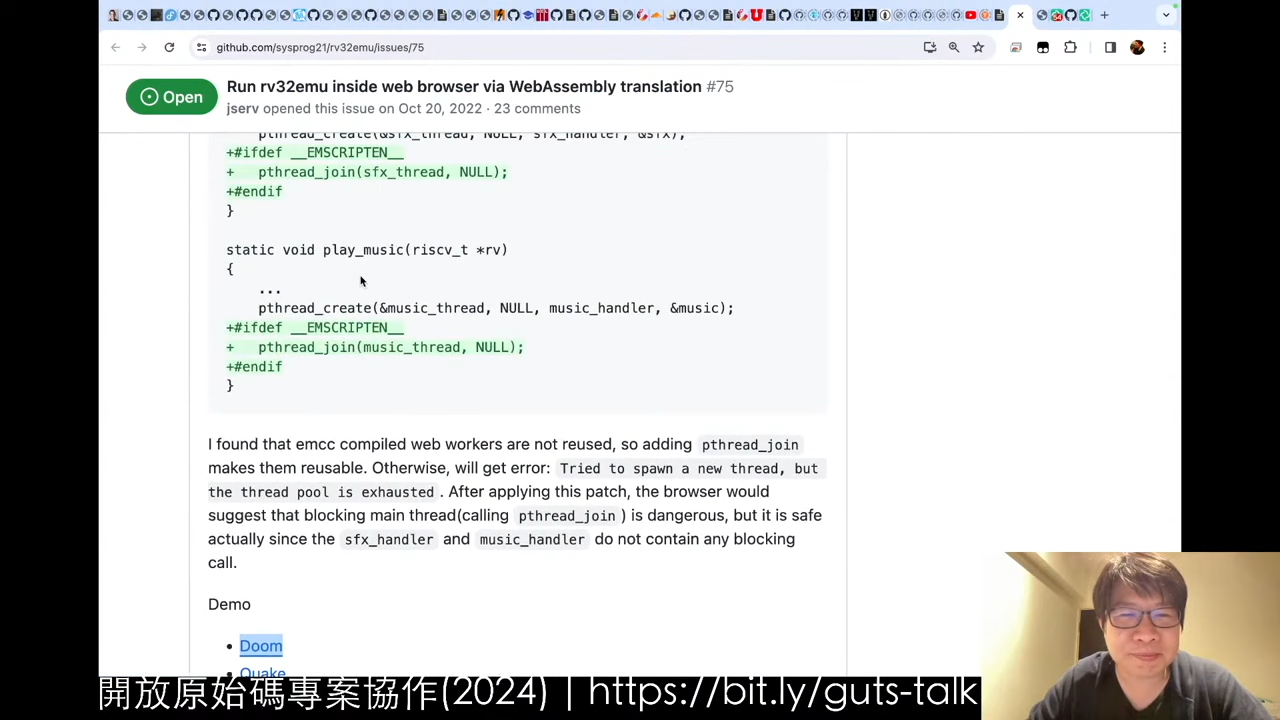 github.com/sysprog21/rv32emu/issues/75
Open
Run rv32emu inside web browser via WebAssembly translation #75
jserv opened this issue on Oct 20, 2022 · 23 comments
pthread_create(&sfx_thread, NULL, sfx_handler, &sfx);
+#ifdef __EMSCRIPTEN__
+   pthread_join(sfx_thread, NULL);
+#endif
}
static void play_music(riscv_t *rv)
{
...
pthread_create(&music_thread, NULL, music_handler, &music);
+#ifdef __EMSCRIPTEN__
+   pthread_join(music_thread, NULL);
+#endif
}
I found that emcc compiled web workers are not reused, so adding pthread_join
makes them reusable. Otherwise, will get error: Tried to spawn a new thread, but
the thread pool is exhausted. After applying this patch, the browser would
suggest that blocking main thread(calling pthread_join) is dangerous, but it is safe
actually since the sfx_handler and music_handler do not contain any blocking
call.
Demo
• Doom
• Quake
開放原始碼專案協作(2024) | https://bit.ly/guts-talk